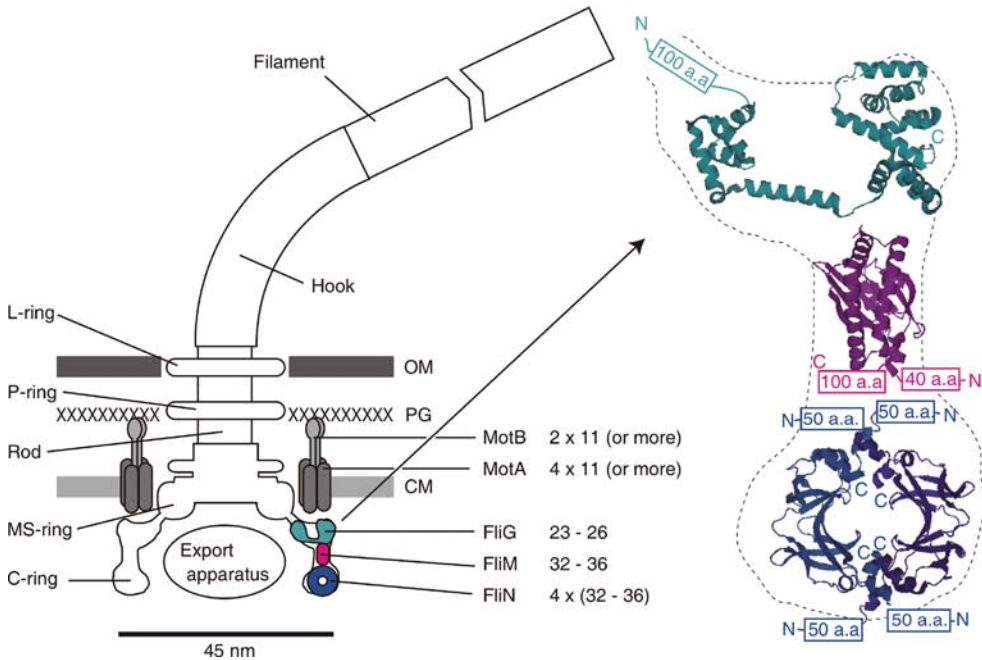 Filament
Hook
L-ring
OM
P-ring
XXXXXXXXX
XXXXXXXXX
PG
Rod
MotB 2 x 11 (or more)
MotA 4 x 11 (or more)
CM
MS-ring
FliG 23 - 26
Export
apparatus
FliM 32 - 36
C-ring
FliN 4 x (32 - 36)
45 nm
N
100 a.a
C
C
100 a.a
40 a.a
N
N
50 a.a.
50 a.a.
N
C
C
C
C
N
50 a.a
50 a.a.
N